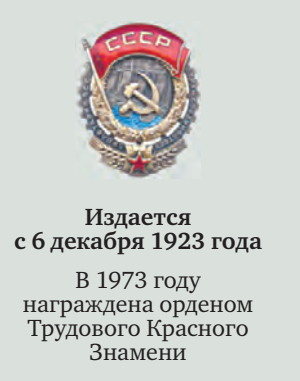 СССР
Издается
с 6 декабря 1923 года
В 1973 году
награждена орденом
Трудового Красного
Знамени